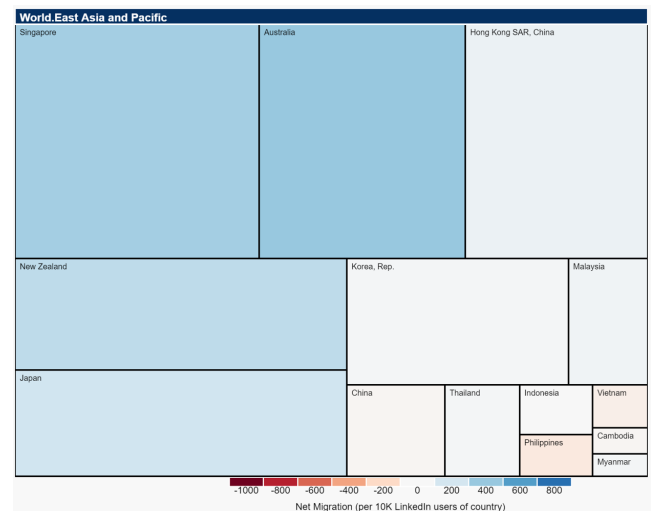 World.East Asia and Pacific
Singapore
Australia
Hong Kong SAR, China
New Zealand
Korea, Rep.
Malaysia
Japan
China
Thailand
Indonesia
Vietnam
Philippines
Cambodia
Myanmar
-1000 -800 -600 -400 -200 0 200 400 600 800
Net Migration (per 10K LinkedIn users of country)